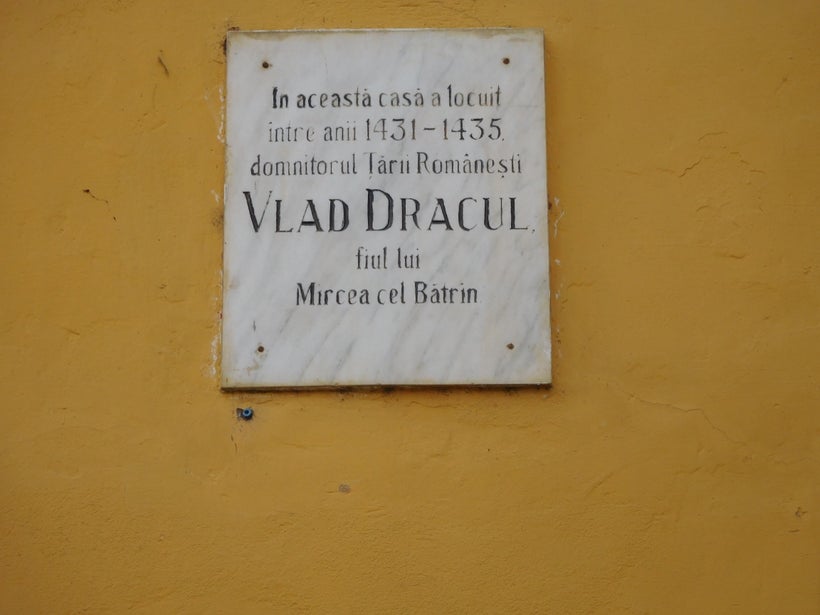 In această casă a locuit
între anii 1431-1435,
domnitorul Țării Românești
VLAD DRACUL,
fiul lui
Mircea cel Bătrîn